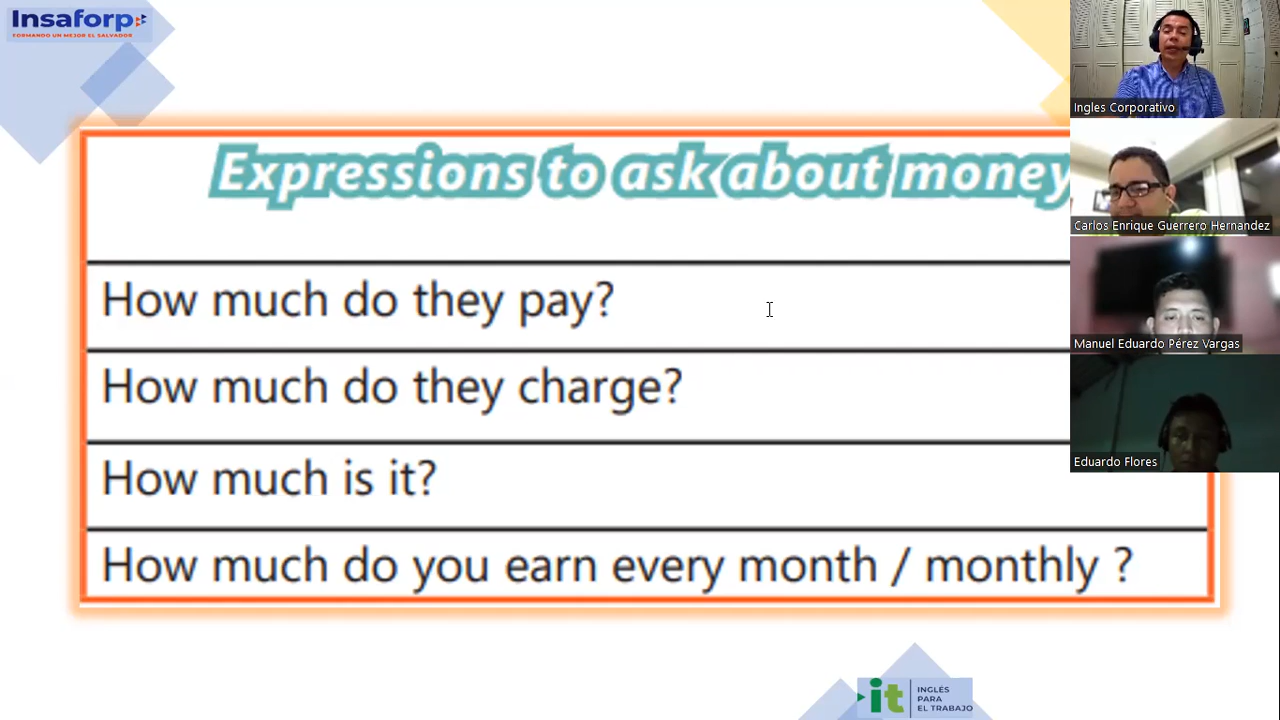 Insaforp
FORMANDO UN MEJOR EL SALVADOR
Expressions to ask about money
How much do they pay?
How much do they charge?
How much is it?
How much do you earn every month / monthly ?
Ingles Corporativo
Carlos Enrique Guerrero Hernandez
Manuel Eduardo Pérez Vargas
Eduardo Flores
it
INGLÉS
PARA
EL TRABAJO